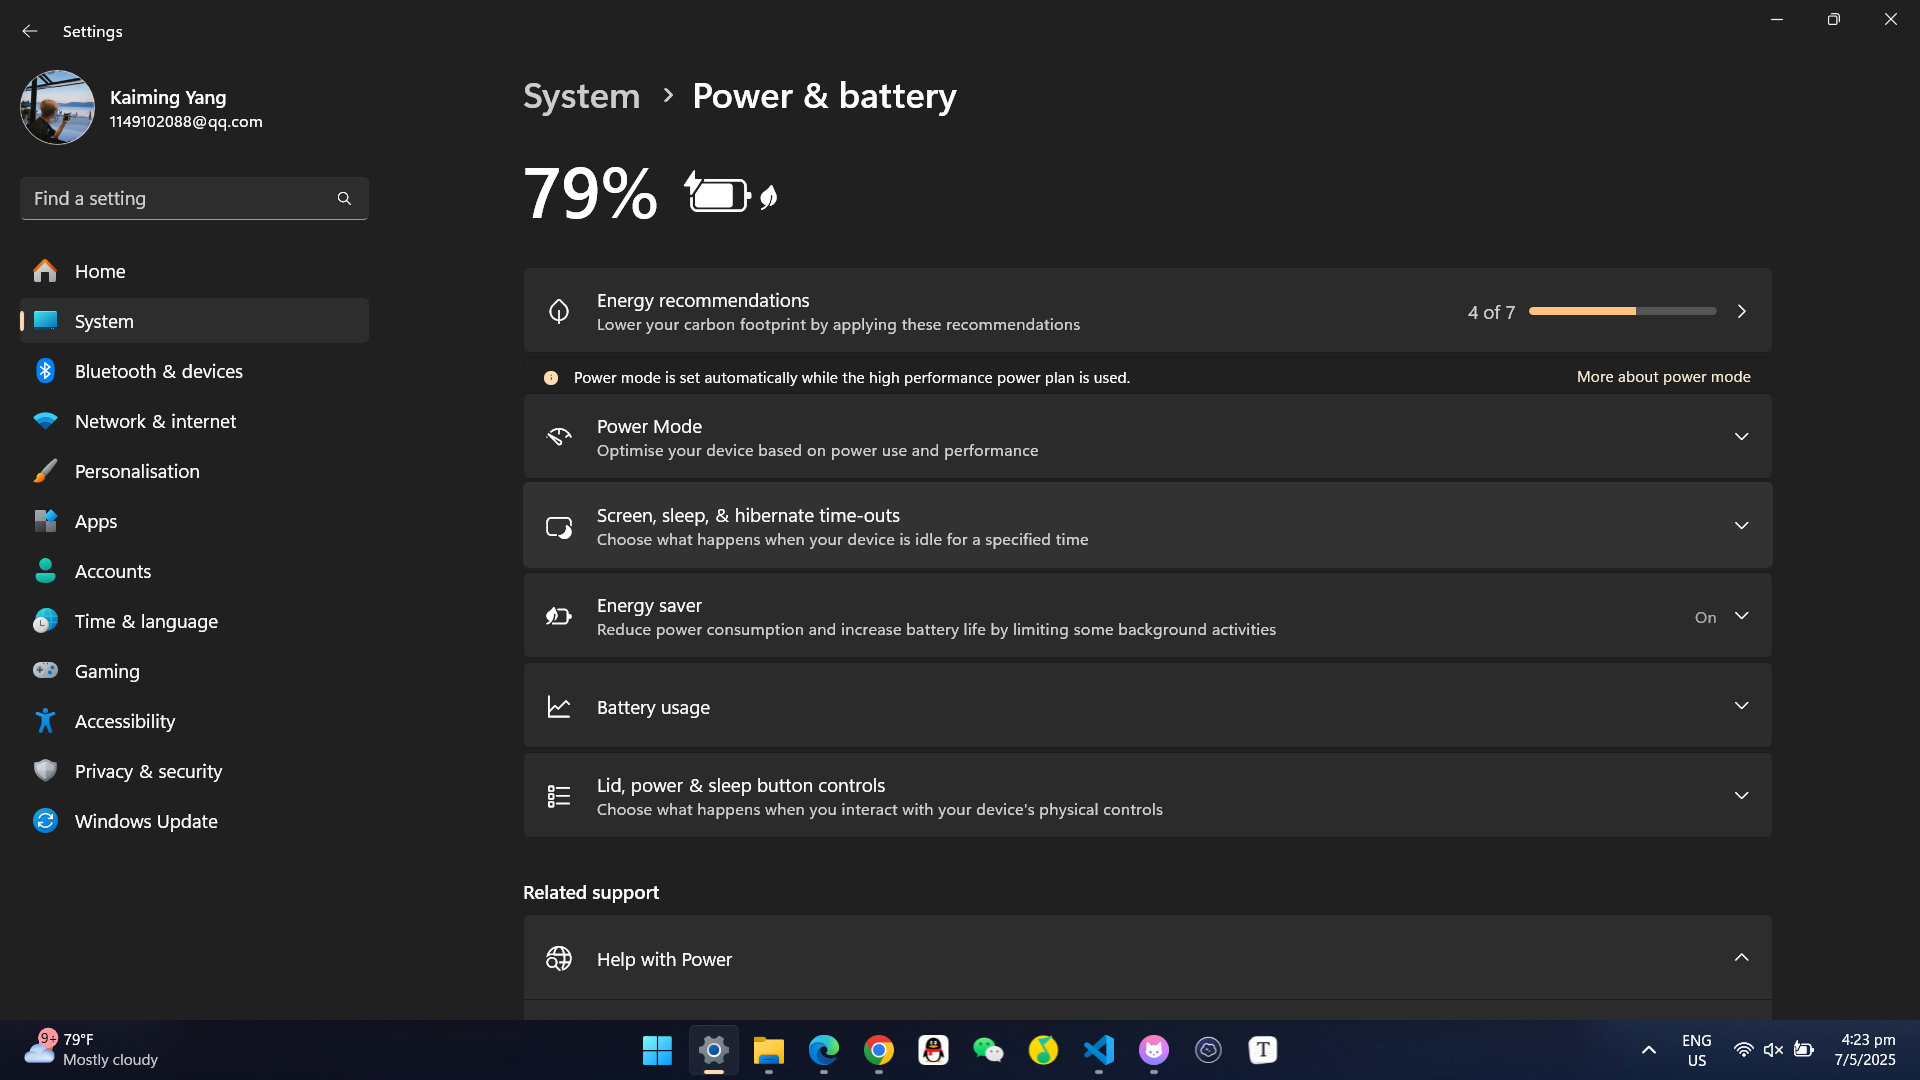 Settings
Kaiming Yang
1149102088@qq.com
Find a setting
Home
System
Bluetooth & devices
Network & internet
Personalisation
Apps
Accounts
Time & language
Gaming
Accessibility
Privacy & security
Windows Update
System > Power & battery
79%
Energy recommendations
Lower your carbon footprint by applying these recommendations
4 of 7
Power mode is set automatically while the high performance power plan is used.
More about power mode
Power Mode
Optimise your device based on power use and performance
Screen, sleep, & hibernate time-outs
Choose what happens when your device is idle for a specified time
Energy saver
Reduce power consumption and increase battery life by limiting some background activities
On
Battery usage
Lid, power & sleep button controls
Choose what happens when you interact with your device's physical controls
Related support
Help with Power
9+
79°F
Mostly cloudy
T
ENG
US
4:23 pm
7/5/2025